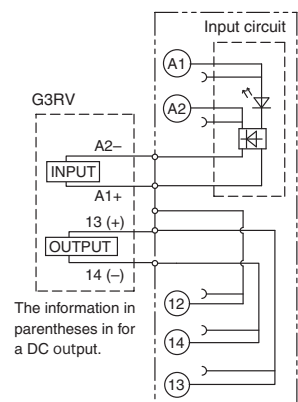 Input circuit
A1
A2
G3RV
A2–
INPUT
A1+
13 (+)
OUTPUT
14 (–)
The information in
parentheses in for
a DC output.
12
14
13